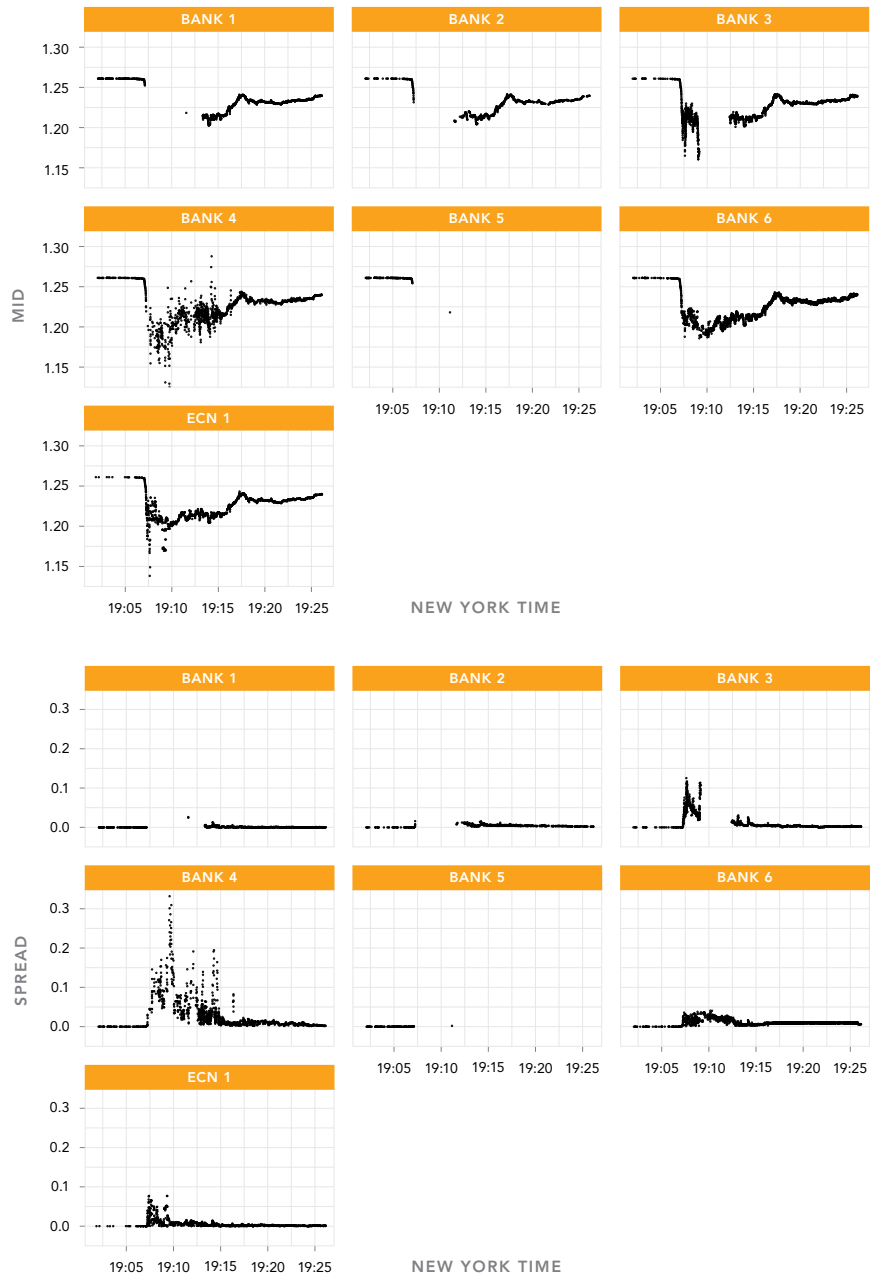 BANK 1 BANK 2 BANK 3
1.30
1.25
1.20
1.15
BANK 4 BANK 5 BANK 6
1.30
1.25
1.20
1.15
MID
19:05 19:10 19:15 19:20 19:25 19:05 19:10 19:15 19:20 19:25
ECN 1
1.30
1.25
1.20
1.15
19:05 19:10 19:15 19:20 19:25
NEW YORK TIME
BANK 1 BANK 2 BANK 3
0.3
0.2
0.1
0.0
BANK 4 BANK 5 BANK 6
0.3
0.2
0.1
0.0
SPREAD
19:05 19:10 19:15 19:20 19:25 19:05 19:10 19:15 19:20 19:25
ECN 1
0.3
0.2
0.1
0.0
19:05 19:10 19:15 19:20 19:25
NEW YORK TIME